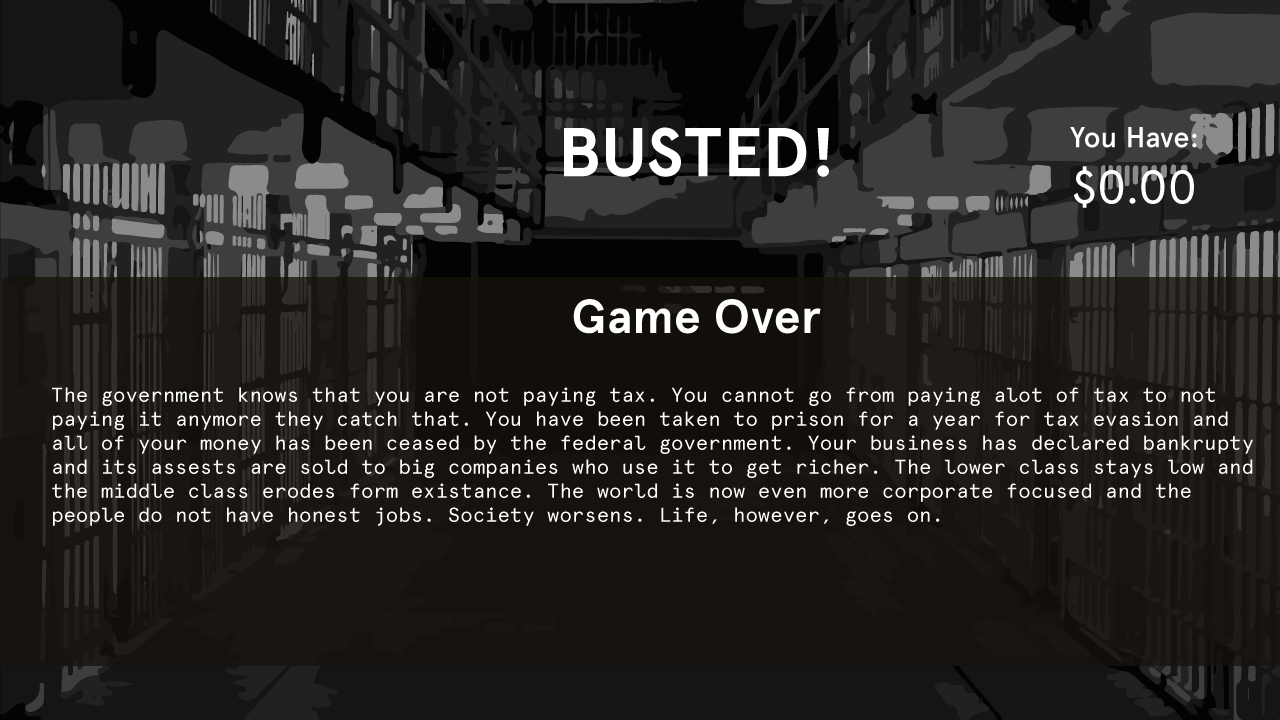 BUSTED!
You Have:
$0.00
Game Over
The government knows that you are not paying tax. You cannot go from paying alot of tax to not
paying it anymore they catch that. You have been taken to prison for a year for tax evasion and
all of your money has been ceased by the federal government. Your business has declared bankrupty
and its assests are sold to big companies who use it to get richer. The lower class stays low and
the middle class erodes form existance. The world is now even more corporate focused and the
people do not have honest jobs. Society worsens. Life, however, goes on.